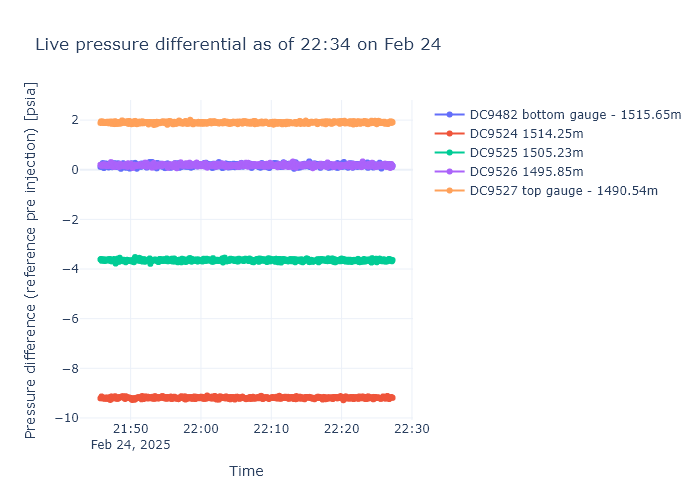 Live pressure differential as of 22:34 on Feb 24
Pressure difference (reference pre injection) [psia]
2
0
−2
−4
−6
−8
−10
21:50
Feb 24, 2025
22:00
22:10
22:20
22:30
Time
DC9482 bottom gauge - 1515.65m
DC9524 1514.25m
DC9525 1505.23m
DC9526 1495.85m
DC9527 top gauge - 1490.54m